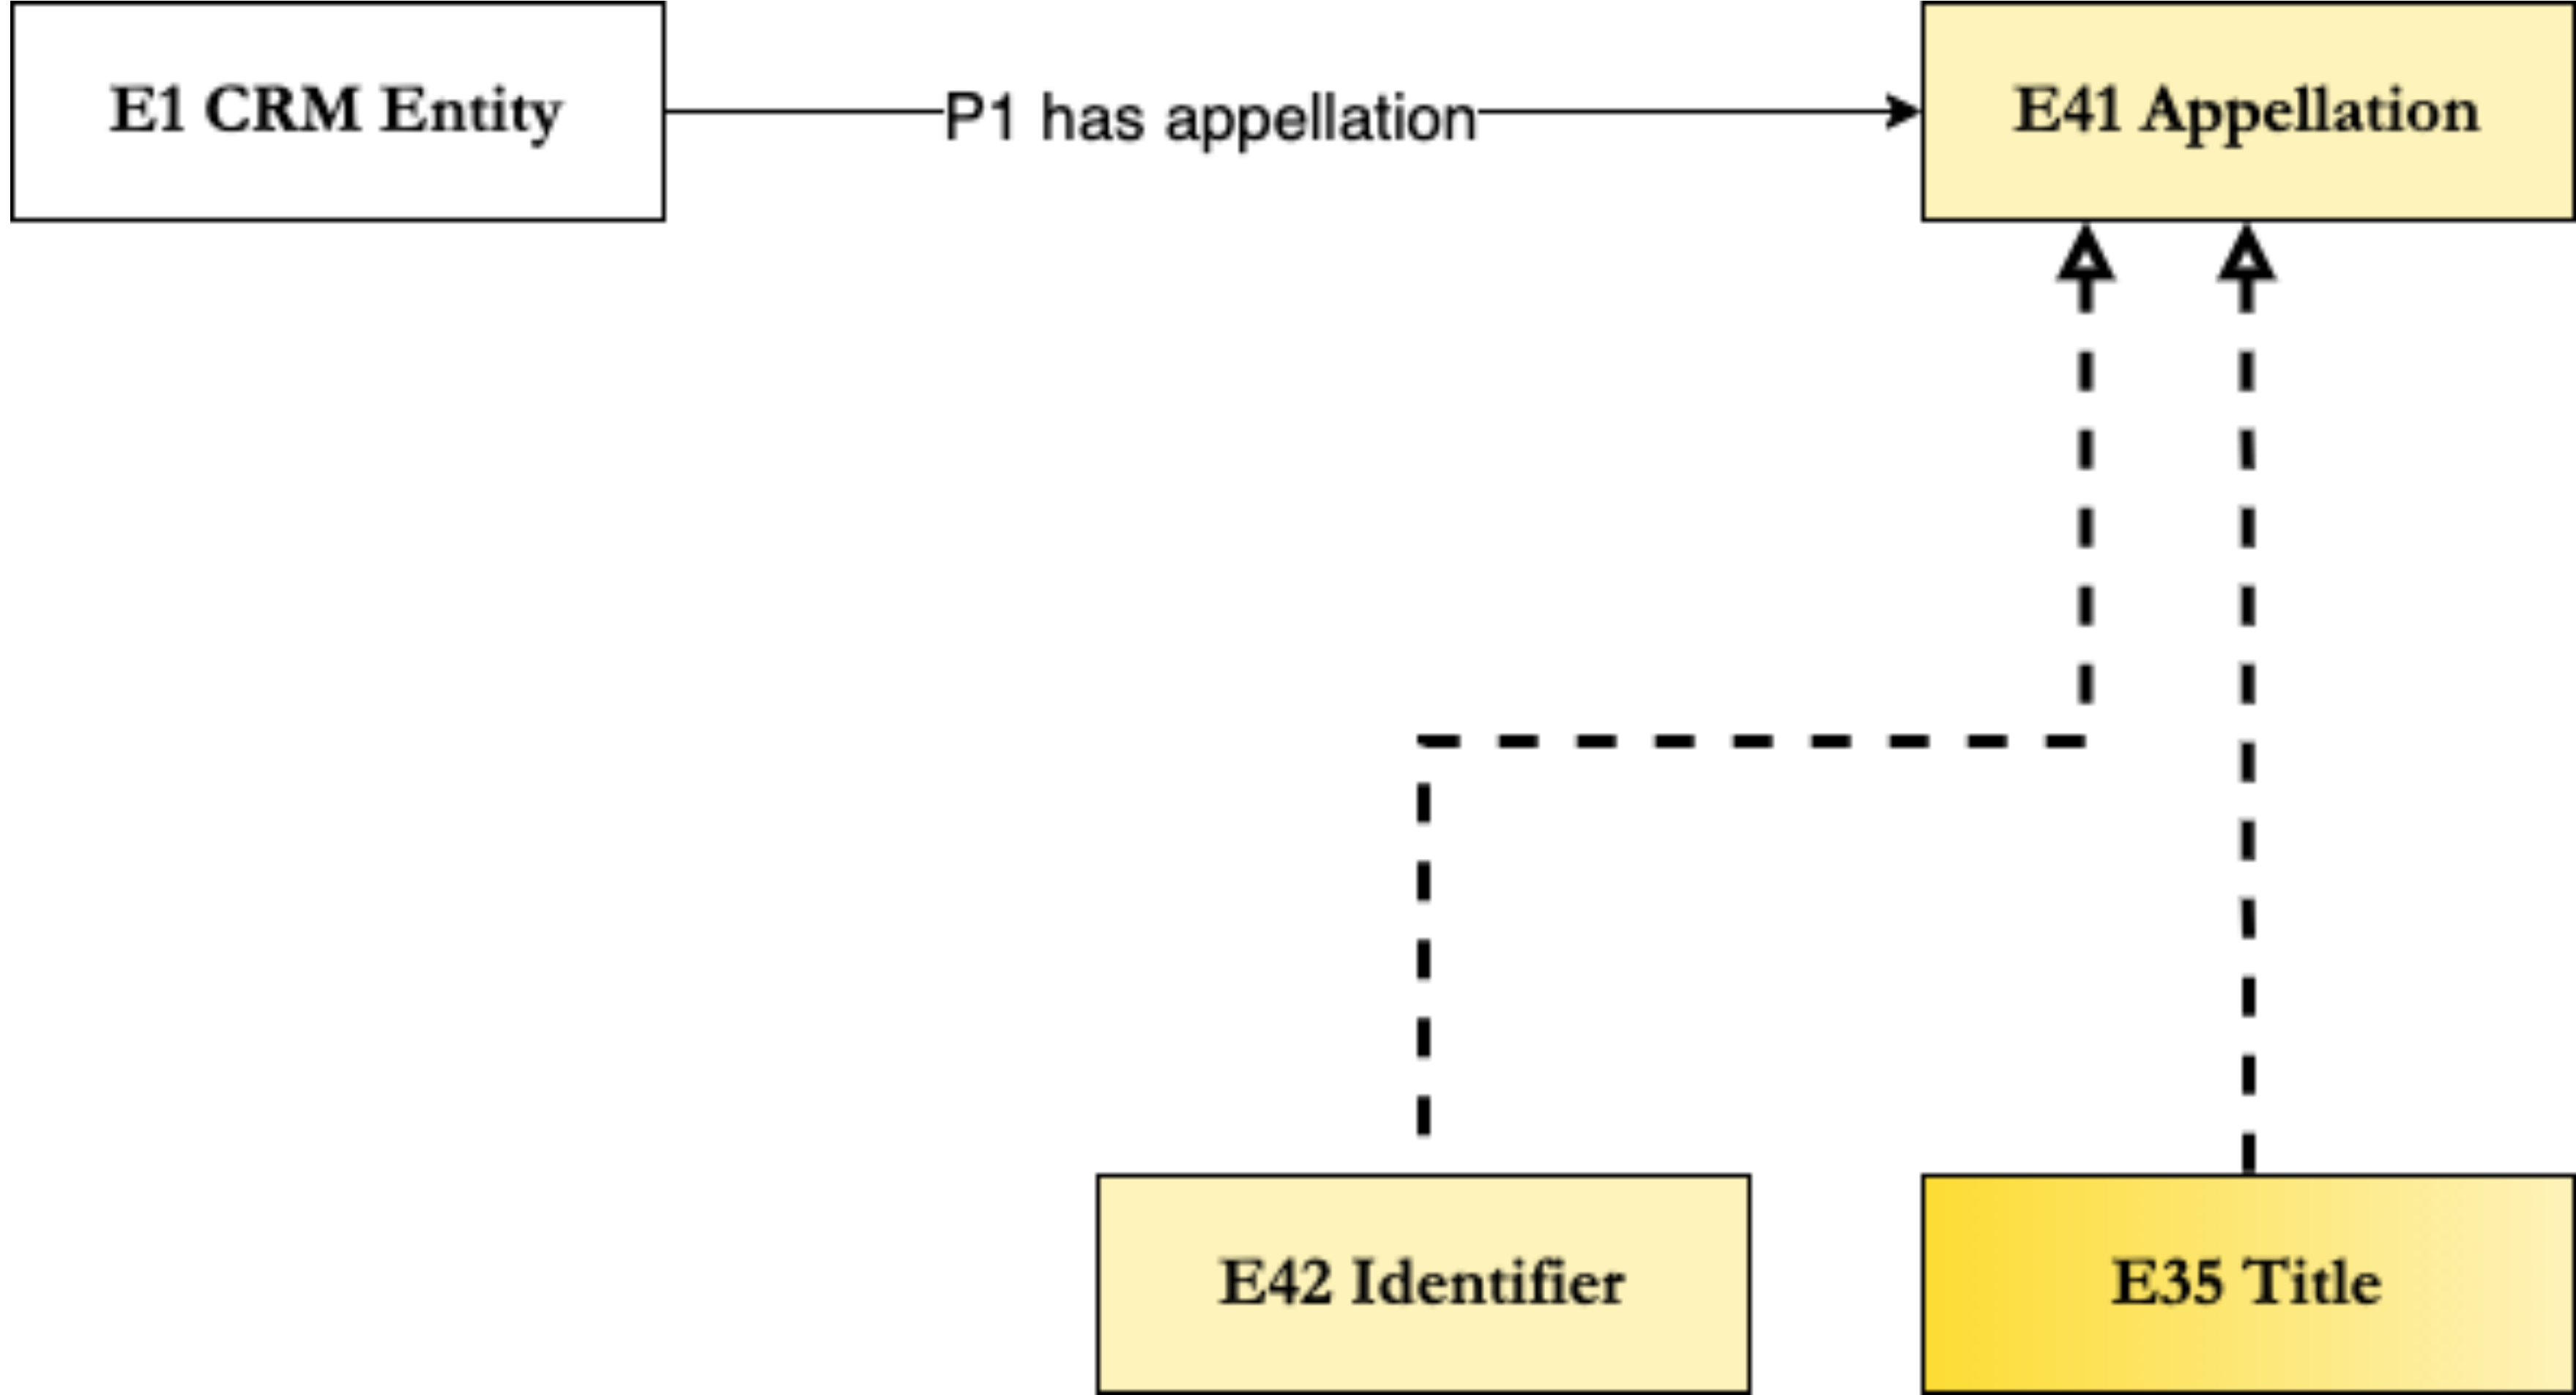 E1 CRM Entity
P1 has appellation
E41 Appellation
E42 Identifier
E35 Title